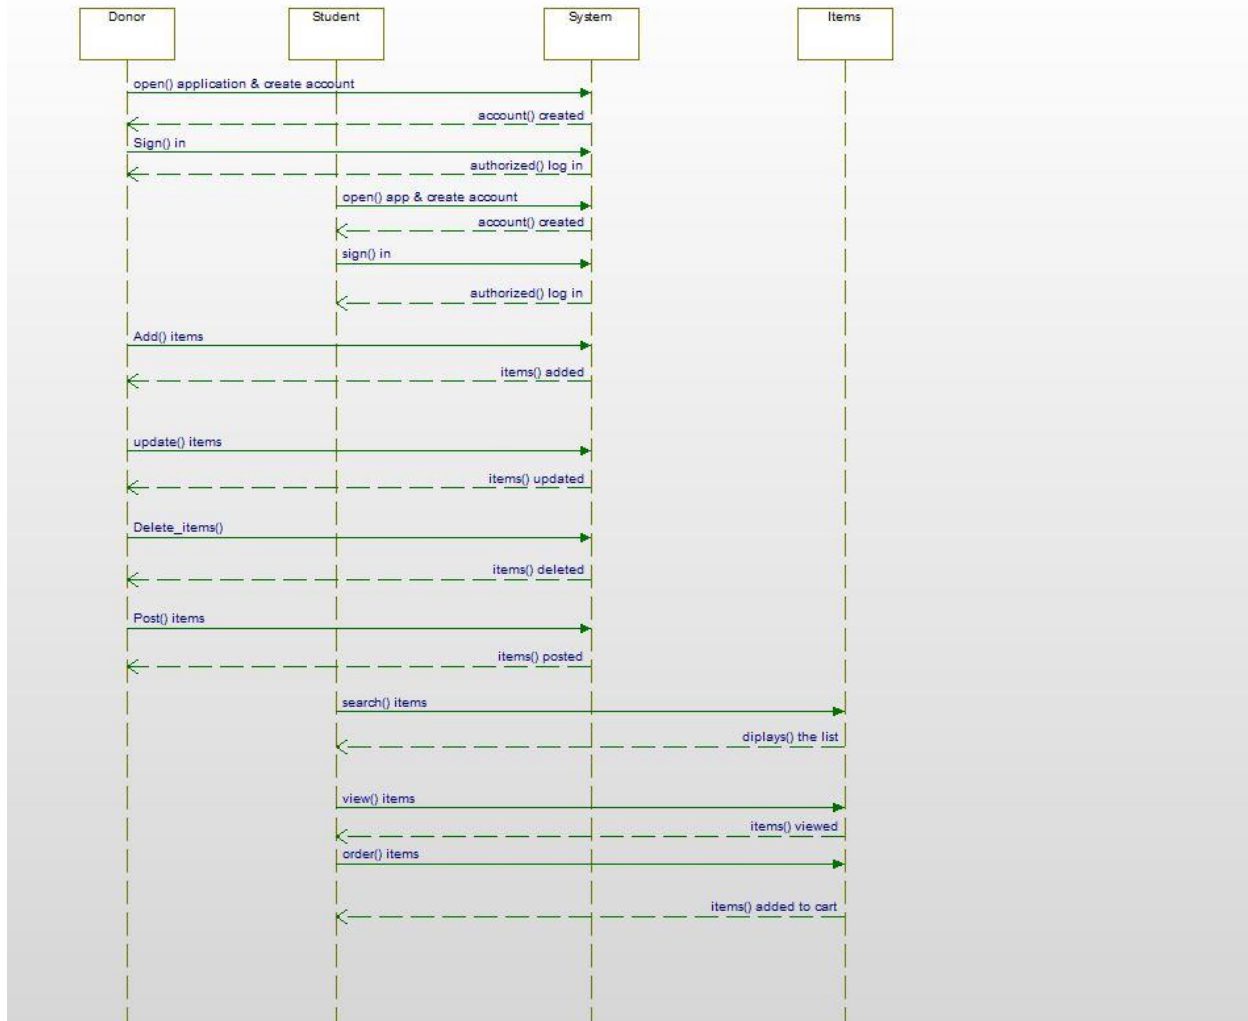 Donor
Student
System
Items
open() application & create account
account() created
Sign() in
authorized() log in
open() app & create account
account() created
sign() in
authorized() log in
Add() items
items() added
update() items
items() updated
Delete_items()
items() deleted
Post() items
items() posted
search() items
diplays() the list
view() items
items() viewed
order() items
items() added to cart